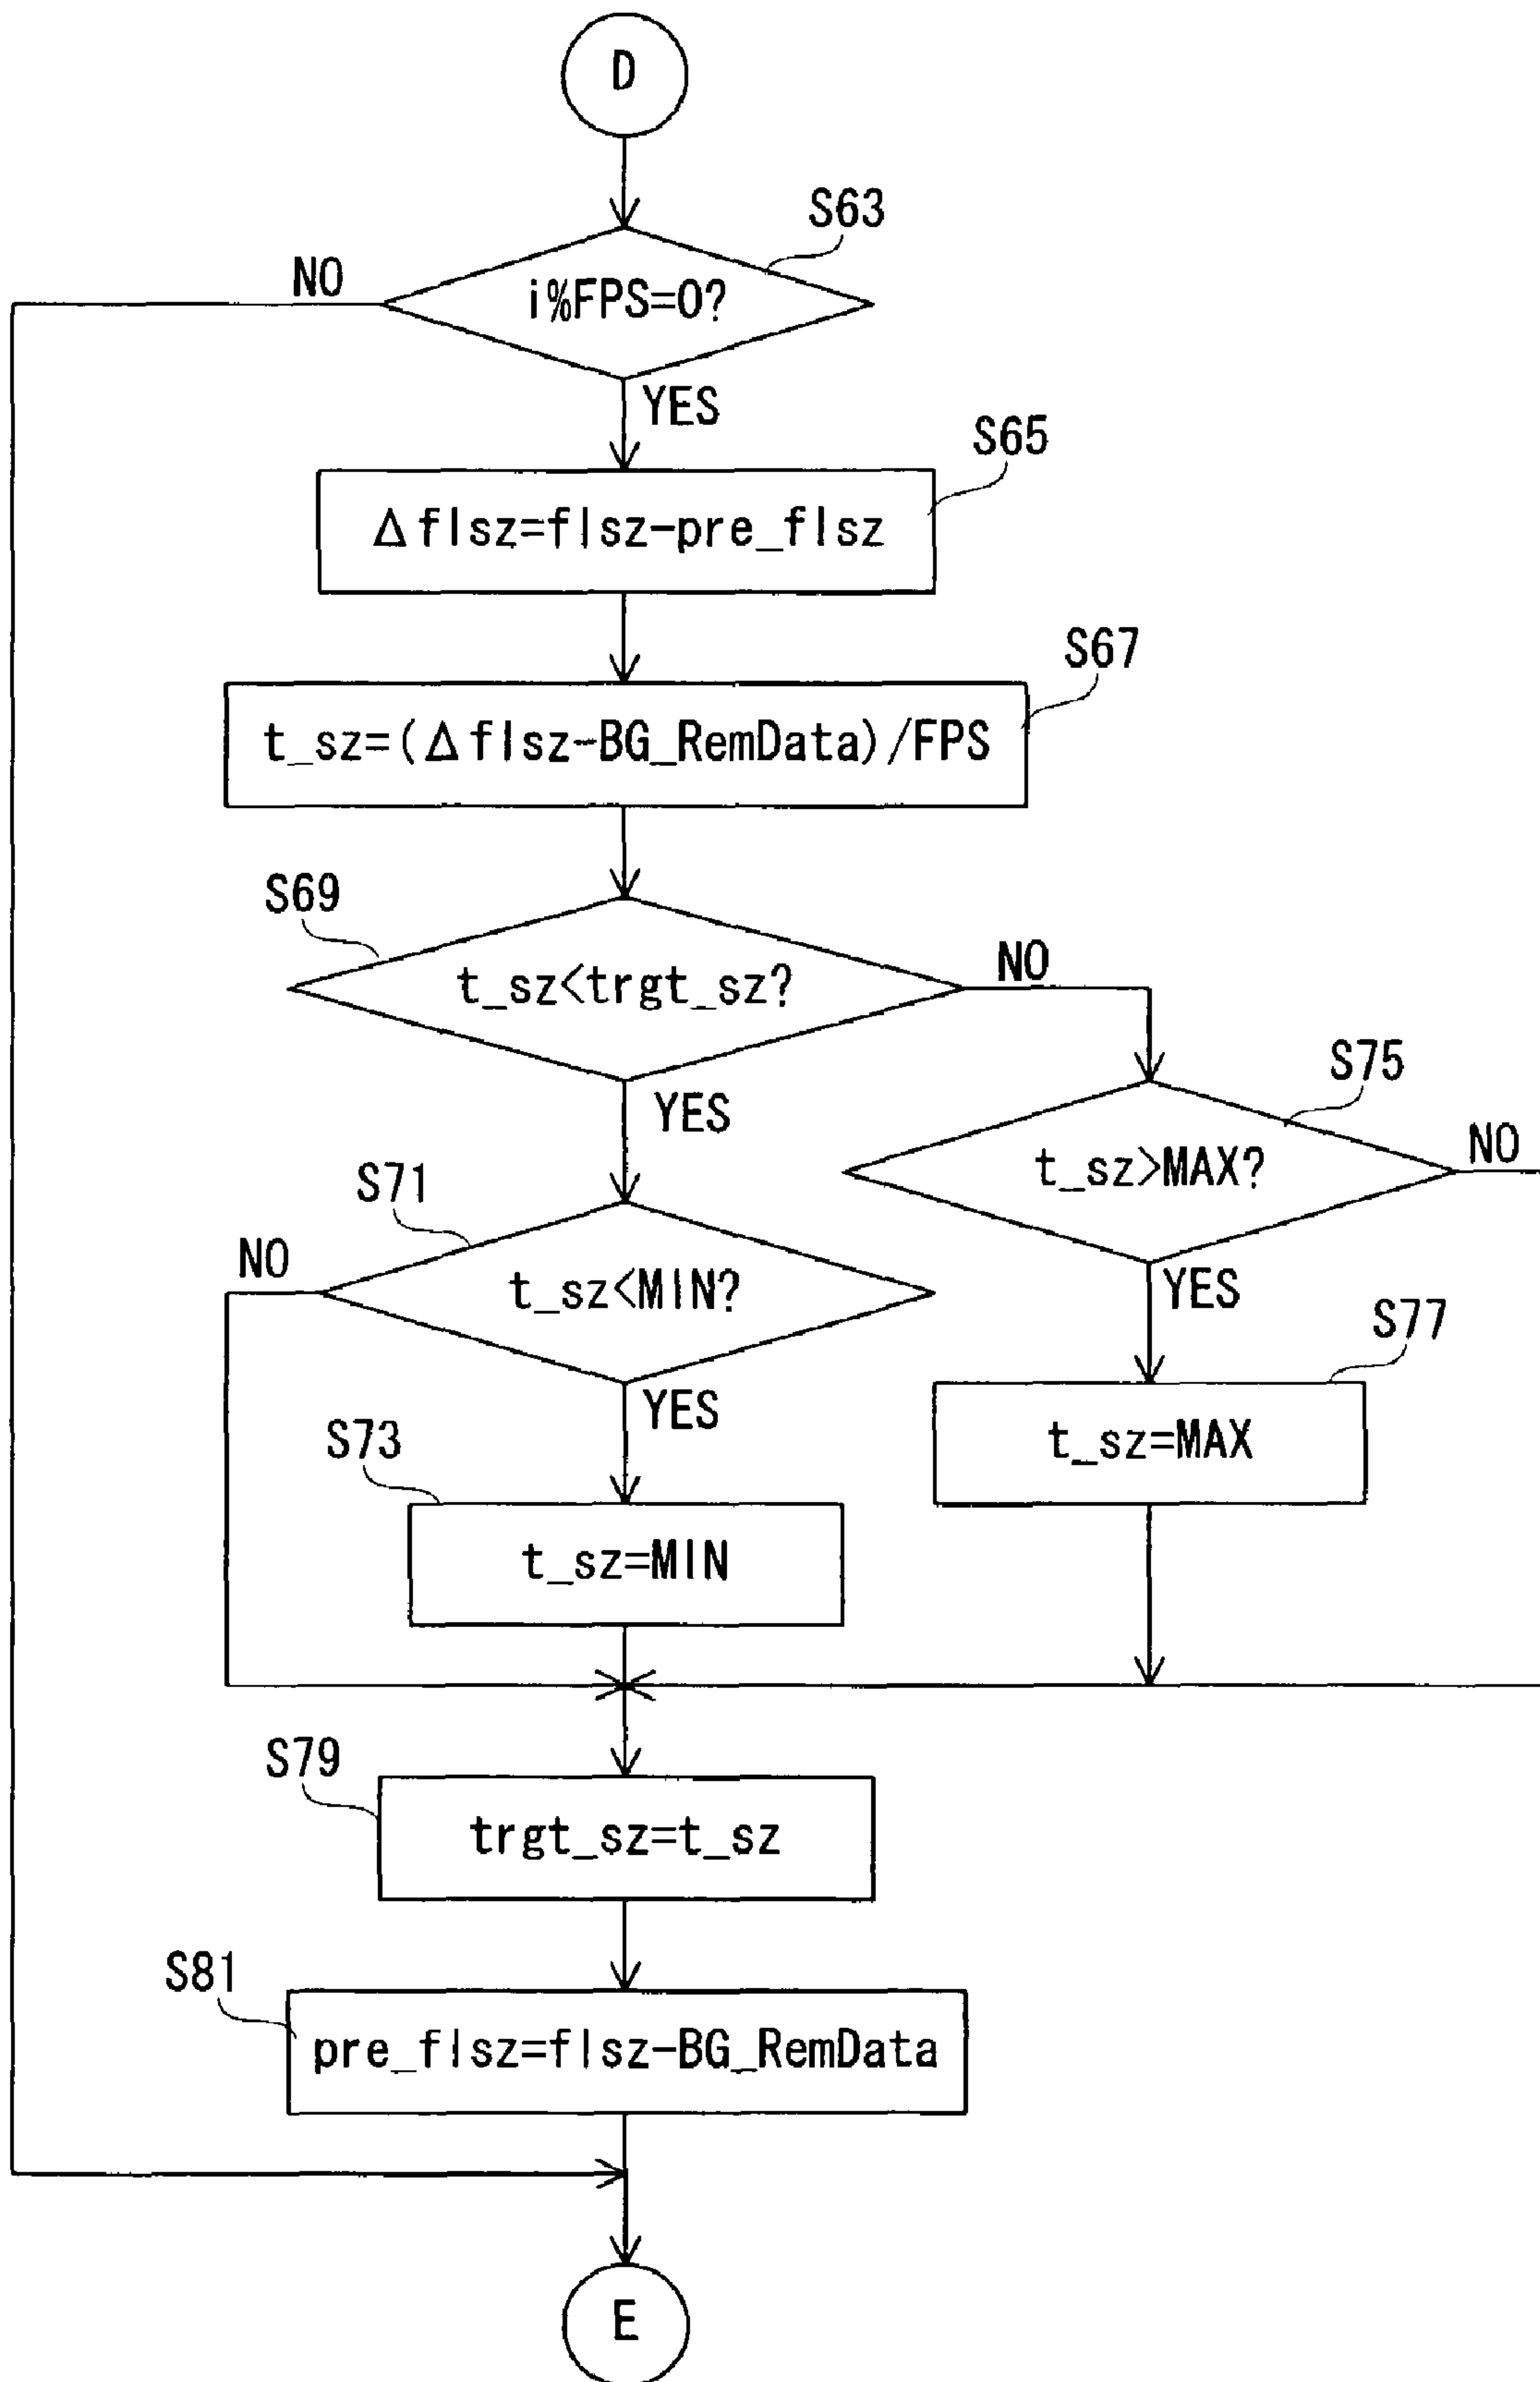 D
S63
NO
i%FPS=0?
YES
S65
Δflsz=flsz-pre_flsz
S67
t_sz=(Δflsz-BG_RemData)/FPS
S69
NO
t_sz<trgt_sz?
S75
YES
NO
t_sz>MAX?
S71
NO
YES
t_sz<MIN?
S77
YES
t_sz=MAX
S73
t_sz=MIN
S79
trgt_sz=t_sz
S81
pre_flsz=flsz-BG_RemData
E